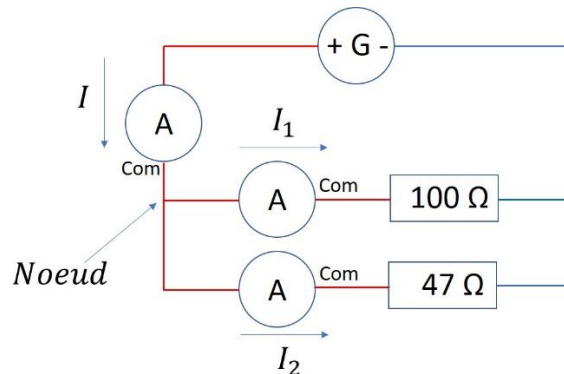 + G -
I
A
Com
I₁
A
Com
100 Ω
Noeud
A
Com
47 Ω
I₂